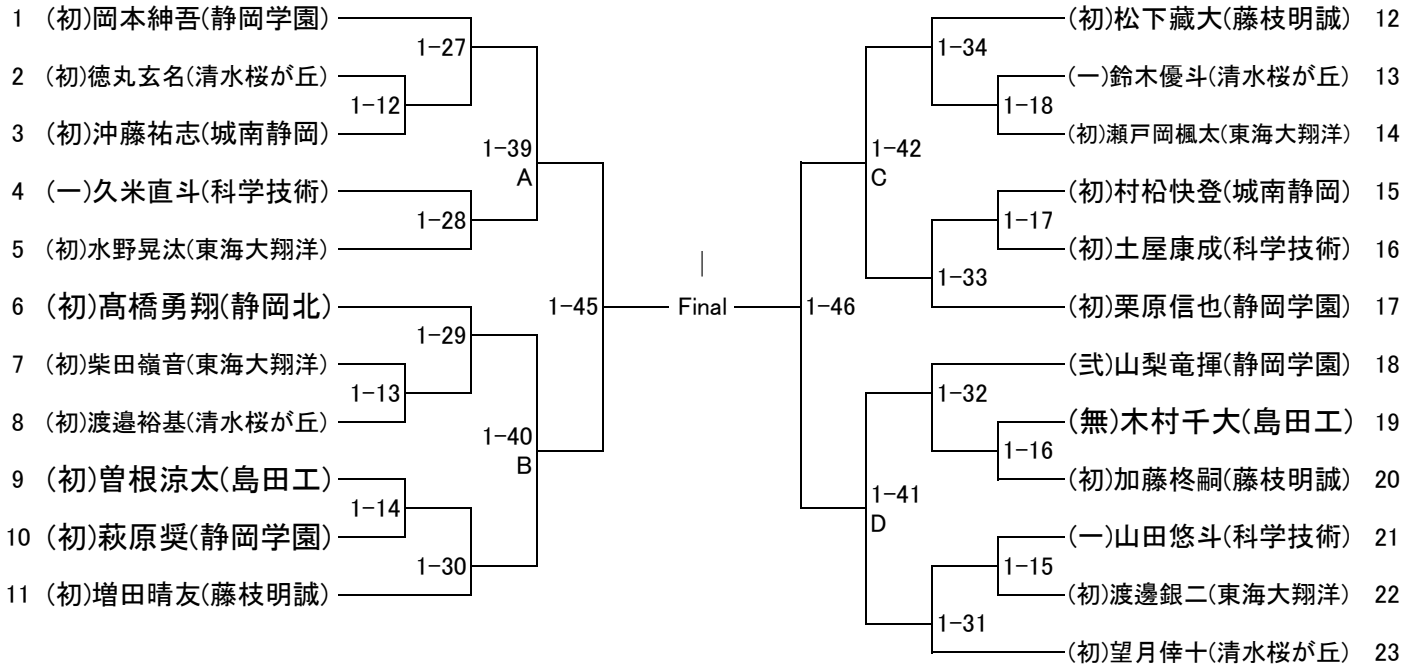 1 (初)岡本紳吾(静岡学園)
1-27
2 (初)徳丸玄名(清水桜が丘)
1-12
3 (初)沖藤祐志(城南静岡)
1-39
A
4 (一)久米直斗(科学技術)
1-28
5 (初)水野晃汰(東海大翔洋)
6 (初)髙橋勇翔(静岡北)
1-45
1-29
7 (初)柴田嶺音(東海大翔洋)
1-13
8 (初)渡邉裕基(清水桜が丘)
1-40
B
9 (初)曽根涼太(島田工)
1-14
10 (初)萩原奨(静岡学園)
1-30
11 (初)増田晴友(藤枝明誠)
Final
(初)松下藏大(藤枝明誠) 12
1-34
(一)鈴木優斗(清水桜が丘) 13
1-18
(初)瀬戸岡楓太(東海大翔洋) 14
1-42
C
(初)村松快登(城南静岡) 15
1-17
(初)土屋康成(科学技術) 16
1-33
(初)栗原信也(静岡学園) 17
1-46
(弐)山梨竜揮(静岡学園) 18
1-32
(無)木村千大(島田工) 19
1-16
(初)加藤柊嗣(藤枝明誠) 20
1-41
D
(一)山田悠斗(科学技術) 21
1-15
(初)渡邉銀二(東海大翔洋) 22
1-31
(初)望月倖十(清水桜が丘) 23